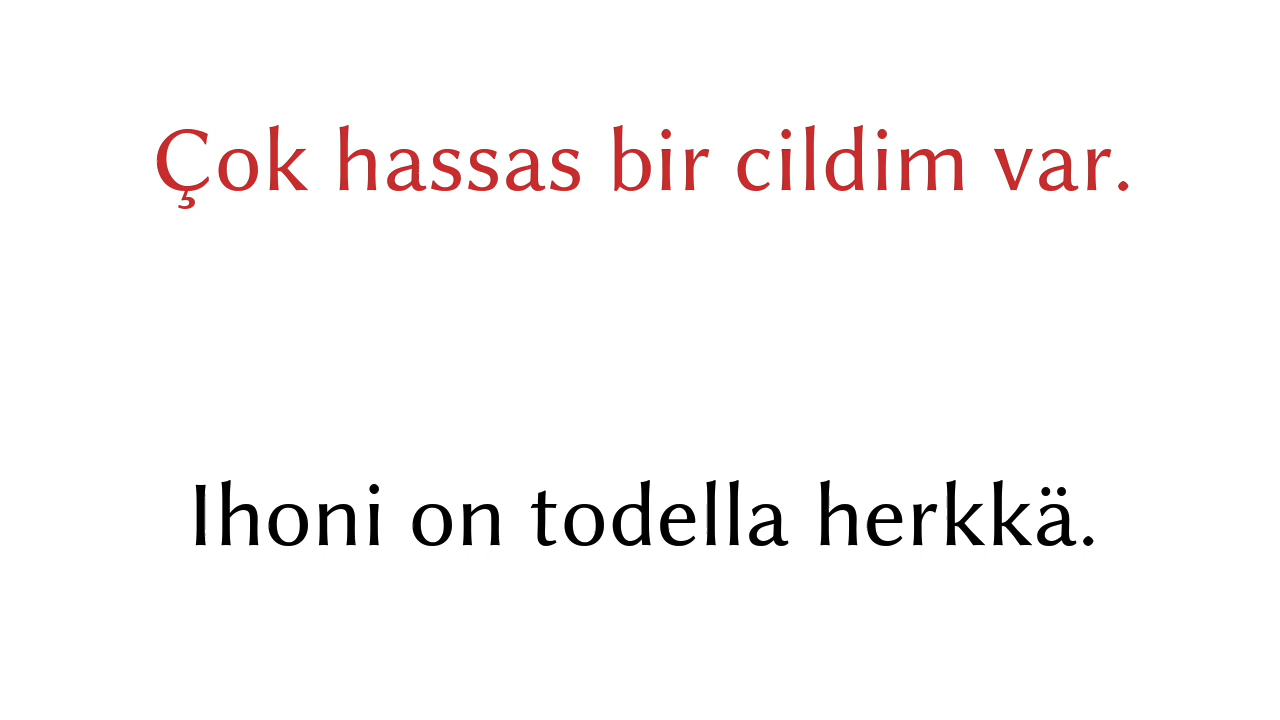 Çok hassas bir cildim var.
Ihoni on todella herkkä.